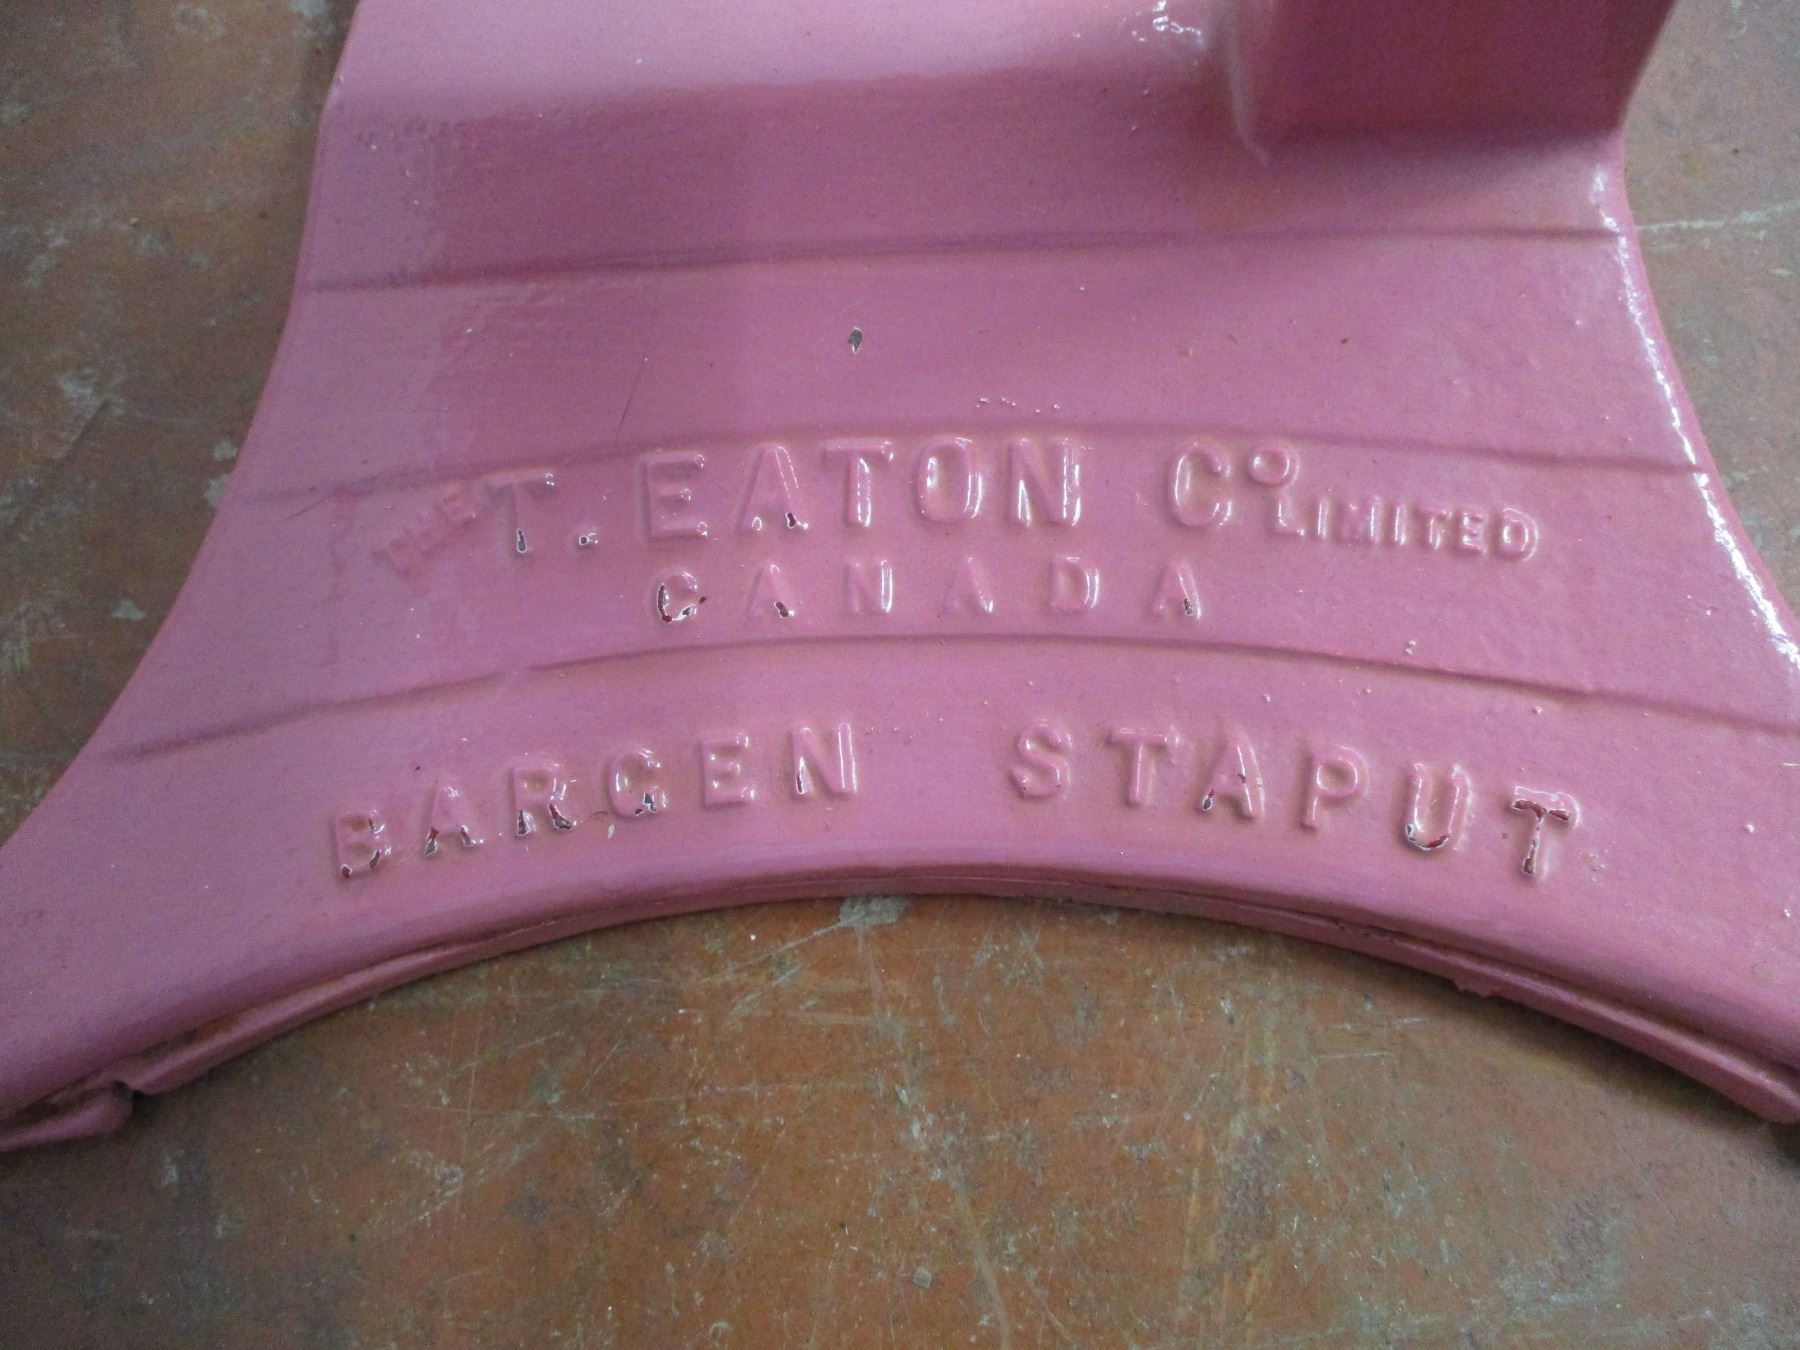 THE T. EATON Cº LIMITED
CANADA
BARGEN STAPUT